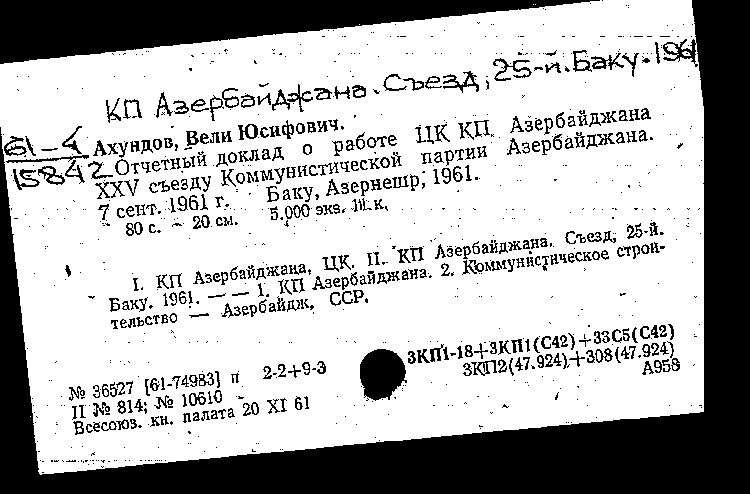 КП Азербайджана. Съезд, 25-й. Баку. 1961
61-4
15842
Ахундов, Вели Юсифович.
Отчетный доклад о работе ЦК КП Азербайджана
XXV съезду Коммунистической партии Азербайджана.
7 сент. 1961 г. Баку, Азернешр, 1961.
80 с. - 20 см. 5.000 экз. Ш. к.
I. КП Азербайджана. ЦК. II. КП Азербайджана. Съезд, 25-й.
Баку. 1961. — — 1. КП Азербайджана. 2. Коммунистическое строи-
тельство — Азербайдж. ССР.
№ 36527 [61-74983] п 2-2+9-3
II № 814; № 10610
Всесоюз. кн. палата 20 XI 61
3КП1-18+3КП1(С42)+33С5(С42)
3КП2(47.924)+308(47.924)
А958